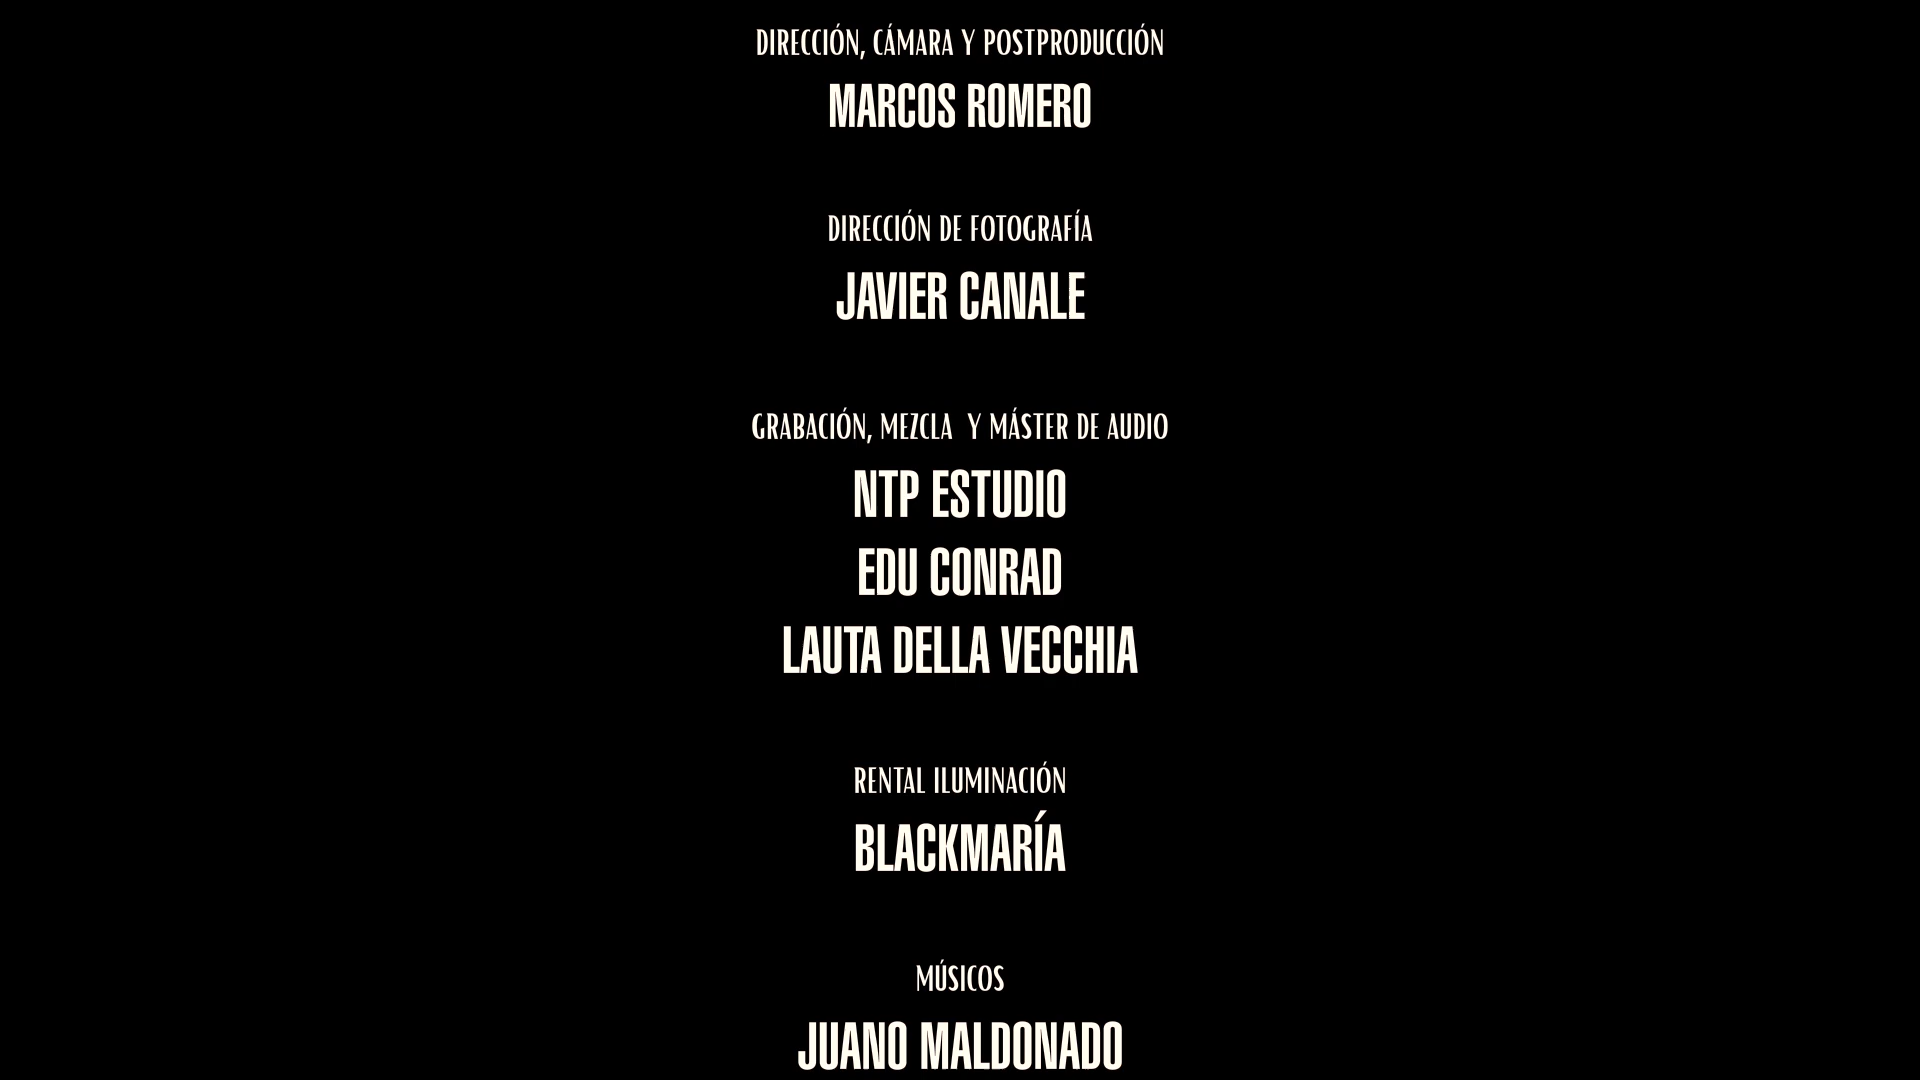 DIRECCIÓN, CÁMARA Y POSTPRODUCCIÓN
MARCOS ROMERO
DIRECCIÓN DE FOTOGRAFÍA
JAVIER CANALE
GRABACIÓN, MEZCLA Y MÁSTER DE AUDIO
NTP ESTUDIO
EDU CONRAD
LAUTA DELLA VECCHIA
RENTAL ILUMINACIÓN
BLACKMARÍA
MÚSICOS
JUANO MALDONADO